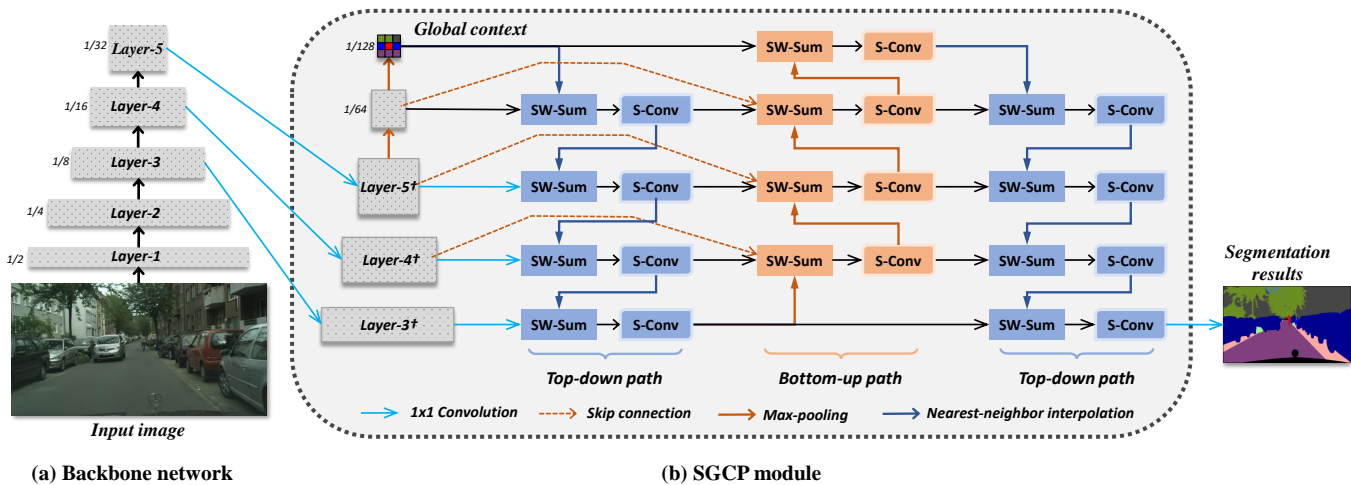 1/32
Layer-5
1/16
Layer-4
1/8
Layer-3
1/4
Layer-2
1/2
Layer-1
Input image
(a) Backbone network
Global context
1/128
SW-Sum
S-Conv
1/64
SW-Sum
S-Conv
SW-Sum
S-Conv
SW-Sum
S-Conv
Layer-5†
SW-Sum
S-Conv
SW-Sum
S-Conv
SW-Sum
S-Conv
Layer-4†
SW-Sum
S-Conv
SW-Sum
S-Conv
SW-Sum
S-Conv
Layer-3†
SW-Sum
S-Conv
SW-Sum
S-Conv
Top-down path
Bottom-up path
Top-down path
1x1 Convolution
Skip connection
Max-pooling
Nearest-neighbor interpolation
(b) SGCP module
Segmentation
results